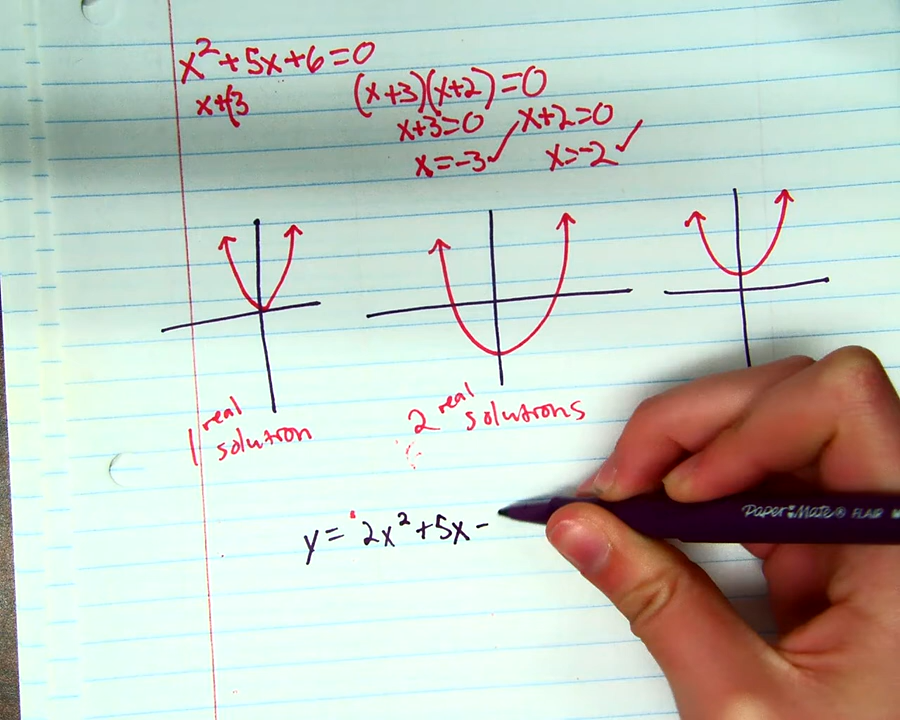 x²+5x+6=0
x+(3
(x+3)(x+2)=0
x+3=0 x+2=0
x=-3✓ x=-2✓
1 real solution
2 real solutions
y= 2x²+5x-
PAPER:MATE® FLAIR M